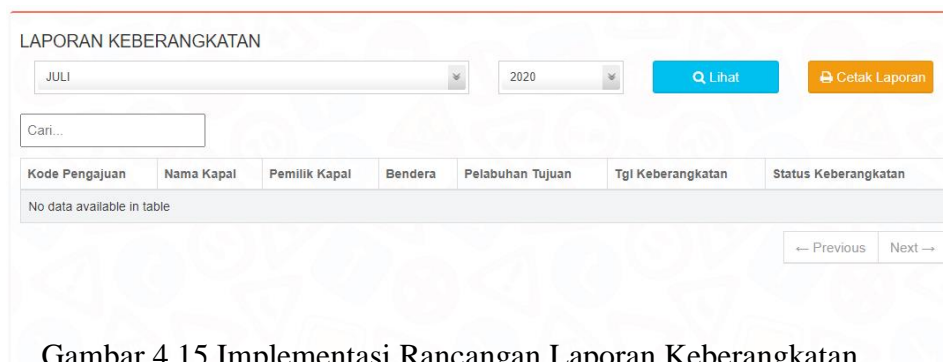 LAPORAN KEBERANGKATAN
JULI 2020 Lihat Cetak Laporan
Cari...
Kode Pengajuan Nama Kapal Pemilik Kapal Bendera Pelabuhan Tujuan Tgl Keberangkatan Status Keberangkatan
No data available in table
← Previous Next →
Gambar 4.15 Implementasi Rancangan Laporan Keberangkatan